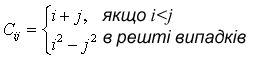 C_ij = { i + j, якщо i<j
i² − j² в решті випадків